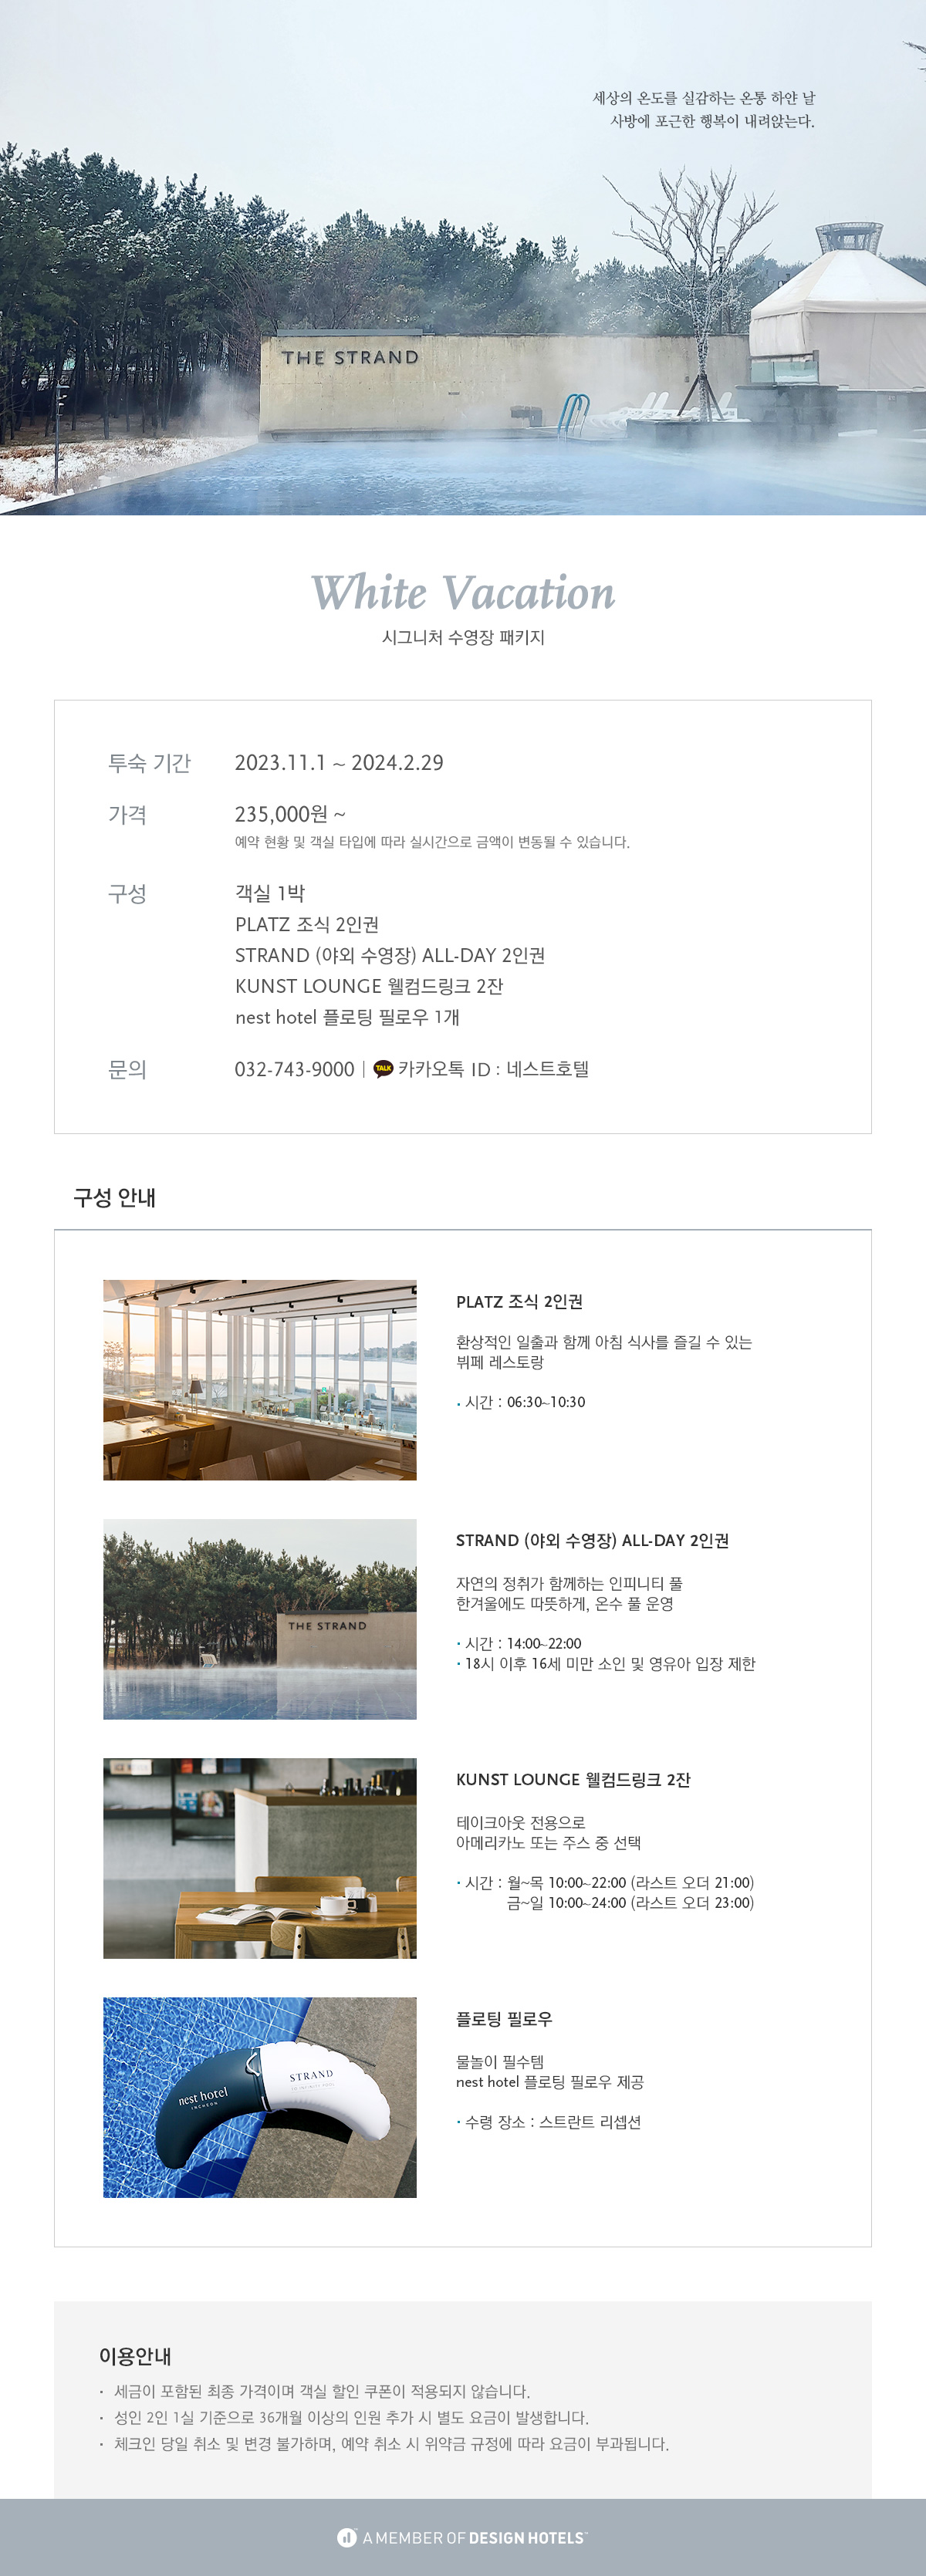 세상의 온도를 실감하는 온통 하얀 날
사방에 포근한 행복이 내려앉는다.
THE STRAND
White Vacation
시그니처 수영장 패키지
투숙 기간 2023.11.1 ~ 2024.2.29
가격 235,000원 ~
예약 현황 및 객실 타입에 따라 실시간으로 금액이 변동될 수 있습니다.
구성 객실 1박
PLATZ 조식 2인권
STRAND (야외 수영장) ALL-DAY 2인권
KUNST LOUNGE 웰컴드링크 2잔
nest hotel 플로팅 필로우 1개
문의 032-743-9000 | TALK 카카오톡 ID : 네스트호텔
구성 안내
PLATZ 조식 2인권
환상적인 일출과 함께 아침 식사를 즐길 수 있는
뷔페 레스토랑
• 시간 : 06:30~10:30
THE STRAND
STRAND (야외 수영장) ALL-DAY 2인권
자연의 정취가 함께하는 인피니티 풀
한겨울에도 따뜻하게, 온수 풀 운영
• 시간 : 14:00~22:00
• 18시 이후 16세 미만 소인 및 영유아 입장 제한
KUNST LOUNGE 웰컴드링크 2잔
테이크아웃 전용으로
아메리카노 또는 주스 중 선택
• 시간 : 월~목 10:00~22:00 (라스트 오더 21:00)
금~일 10:00~24:00 (라스트 오더 23:00)
nest hotel
INCHEON
STRAND
플로팅 필로우
물놀이 필수템
nest hotel 플로팅 필로우 제공
• 수령 장소 : 스트란트 리셉션
이용안내
• 세금이 포함된 최종 가격이며 객실 할인 쿠폰이 적용되지 않습니다.
• 성인 2인 1실 기준으로 36개월 이상의 인원 추가 시 별도 요금이 발생합니다.
• 체크인 당일 취소 및 변경 불가하며, 예약 취소 시 위약금 규정에 따라 요금이 부과됩니다.
A MEMBER OF DESIGN HOTELS™